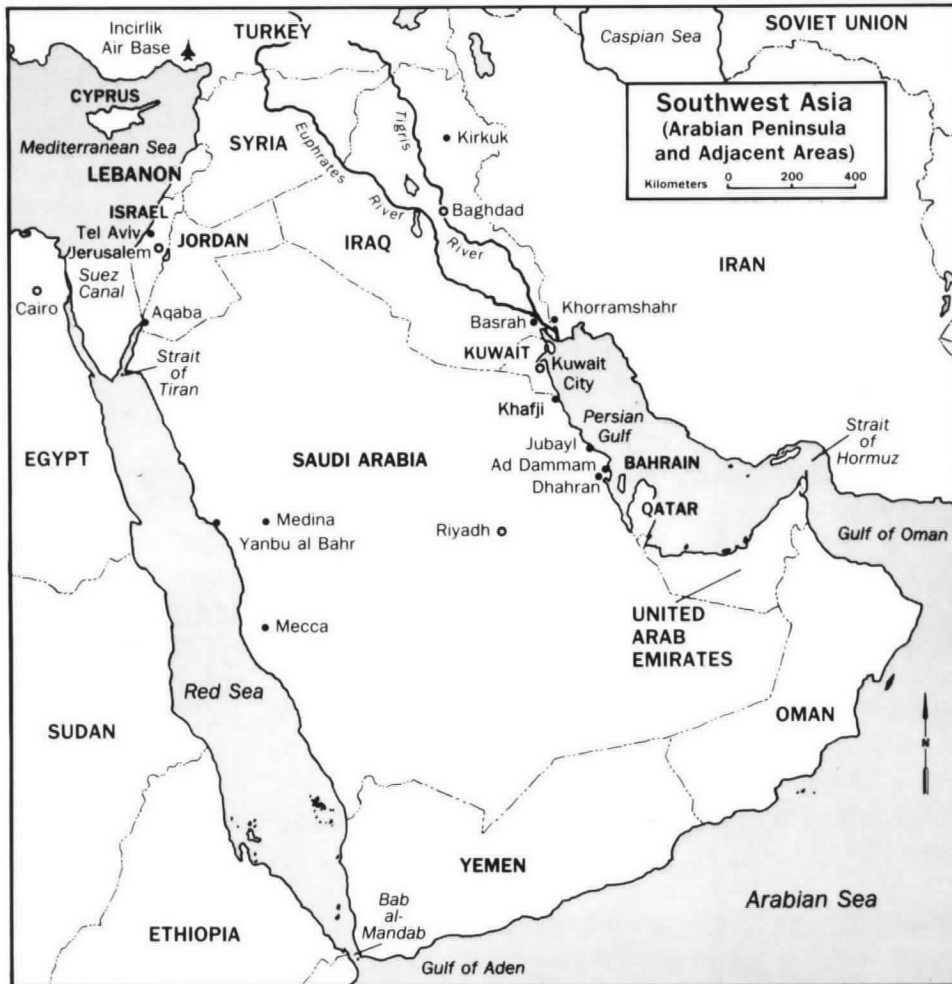 Incirlik
Air Base
TURKEY
Caspian Sea
SOVIET UNION
CYPRUS
Mediterranean Sea
SYRIA
Tigris
Kirkuk
Southwest Asia
(Arabian Peninsula
and Adjacent Areas)
Kilometers 0 200 400
LEBANON
Euphrates
River
Baghdad
River
ISRAEL
Tel Aviv
Jerusalem
JORDAN
IRAQ
IRAN
Suez
Canal
Cairo
Aqaba
Basrah
Khorramshahr
KUWAIT
Kuwait
City
Strait
of
Tiran
Khafji
Persian
Gulf
Strait
of
Hormuz
EGYPT
SAUDI ARABIA
Jubayl
Ad Dammam
Dhahran
BAHRAIN
QATAR
Medina
Yanbu al Bahr
Riyadh
Gulf of Oman
UNITED
ARAB
EMIRATES
Mecca
Red Sea
SUDAN
OMAN
N
YEMEN
Arabian Sea
Bab
al-
Mandab
ETHIOPIA
Gulf of Aden